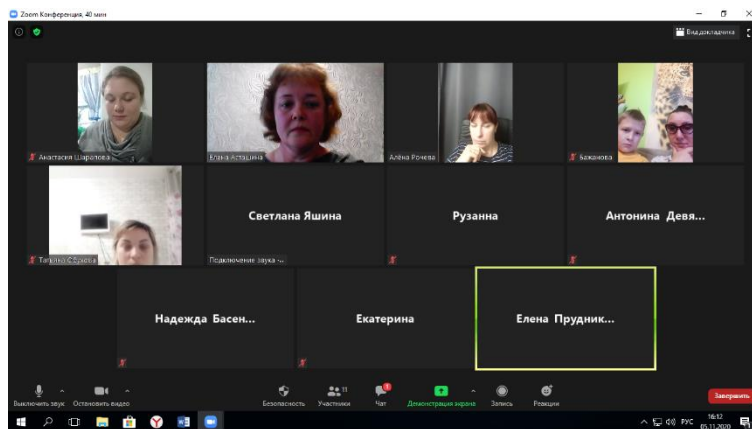 Zoom Конференция, 40 мин
Вид докладчика
Анастасия Шарапова
Елена Асташина
Алёна Рочева
Бажанова
Татьяна
Светлана Яшина
Подключение звука ...
Рузанна
Антонина Девя...
Надежда Басен...
Екатерина
Елена Прудник...
Выключить звук
Остановить видео
Безопасность
Участники
11
Чат
1
Демонстрация экрана
Запись
Реакции
Завершить
РУС
16:12
05.11.2020